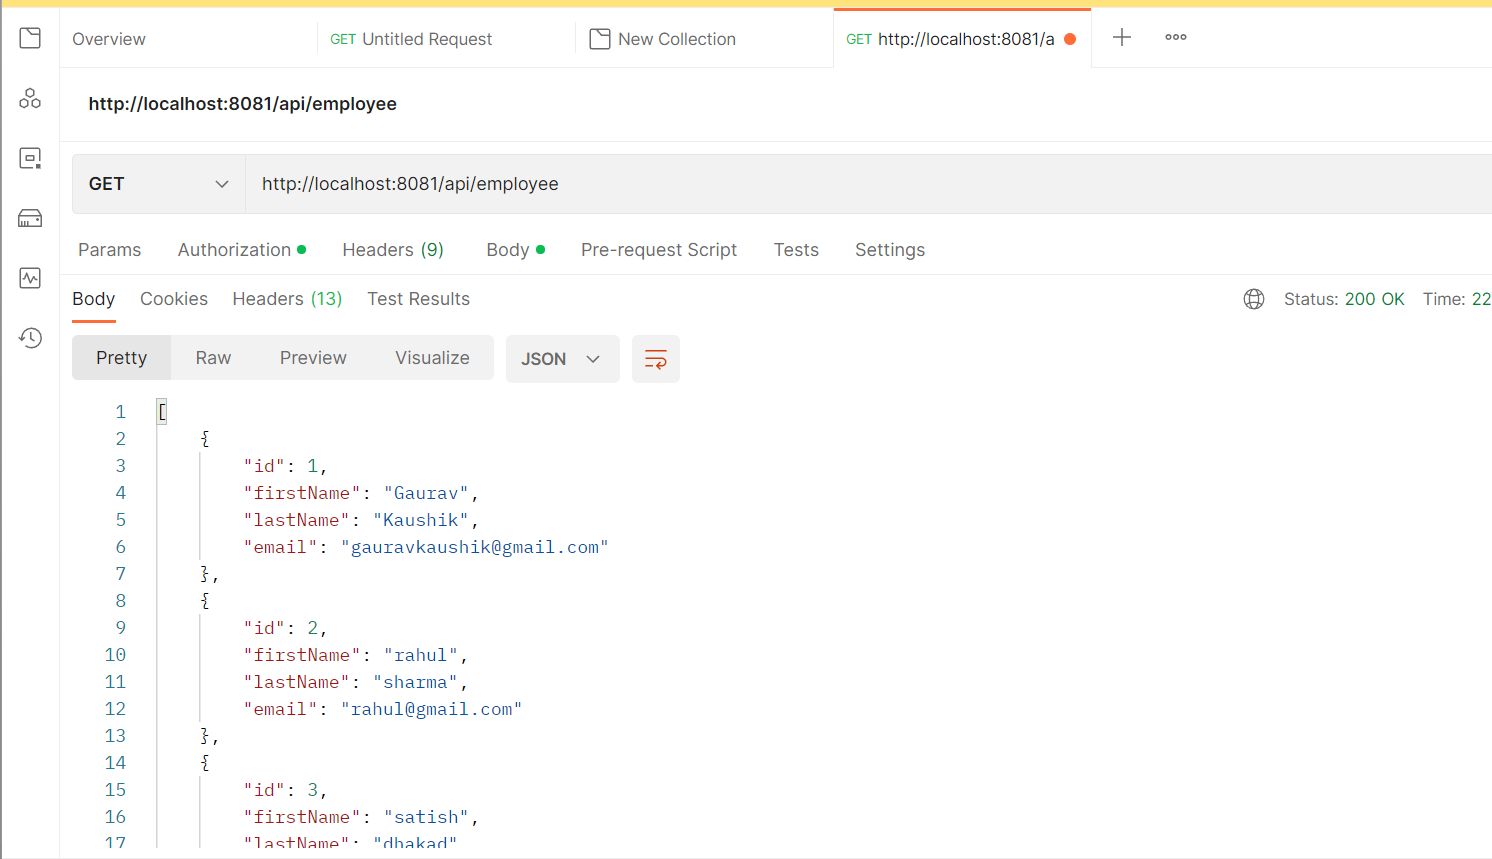 Overview
GET Untitled Request
New Collection
GET http://localhost:8081/a
http://localhost:8081/api/employee
GET
http://localhost:8081/api/employee
Params Authorization Headers (9) Body Pre-request Script Tests Settings
Body Cookies Headers (13) Test Results Status: 200 OK Time: 22
Pretty Raw Preview Visualize JSON
1 [
2 {
3 "id": 1,
4 "firstName": "Gaurav",
5 "lastName": "Kaushik",
6 "email": "gauravkaushik@gmail.com"
7 },
8 {
9 "id": 2,
10 "firstName": "rahul",
11 "lastName": "sharma",
12 "email": "rahul@gmail.com"
13 },
14 {
15 "id": 3,
16 "firstName": "satish",
17 "lastName": "dhakad"